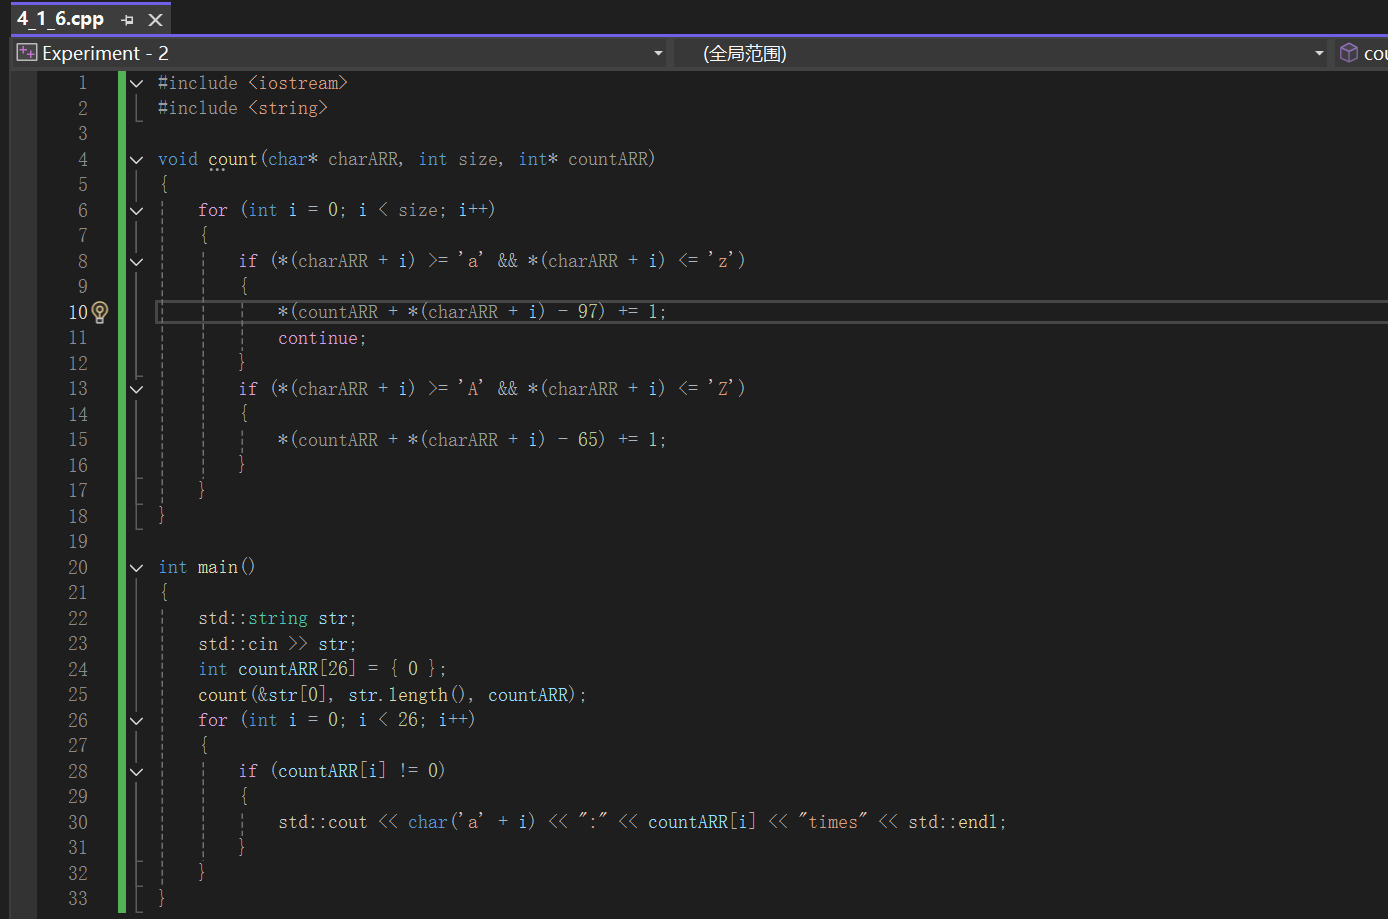 4_1_6.cpp
Experiment - 2 (全局范围) cou
1 #include <iostream>
2 #include <string>
3
4 void count(char* charARR, int size, int* countARR)
5 {
6 for (int i = 0; i < size; i++)
7 {
8 if (*(charARR + i) >= 'a' && *(charARR + i) <= 'z')
9 {
10 *(countARR + *(charARR + i) - 97) += 1;
11 continue;
12 }
13 if (*(charARR + i) >= 'A' && *(charARR + i) <= 'Z')
14 {
15 *(countARR + *(charARR + i) - 65) += 1;
16 }
17 }
18 }
19
20 int main()
21 {
22 std::string str;
23 std::cin >> str;
24 int countARR[26] = { 0 };
25 count(&str[0], str.length(), countARR);
26 for (int i = 0; i < 26; i++)
27 {
28 if (countARR[i] != 0)
29 {
30 std::cout << char('a' + i) << ":" << countARR[i] << "times" << std::endl;
31 }
32 }
33 }